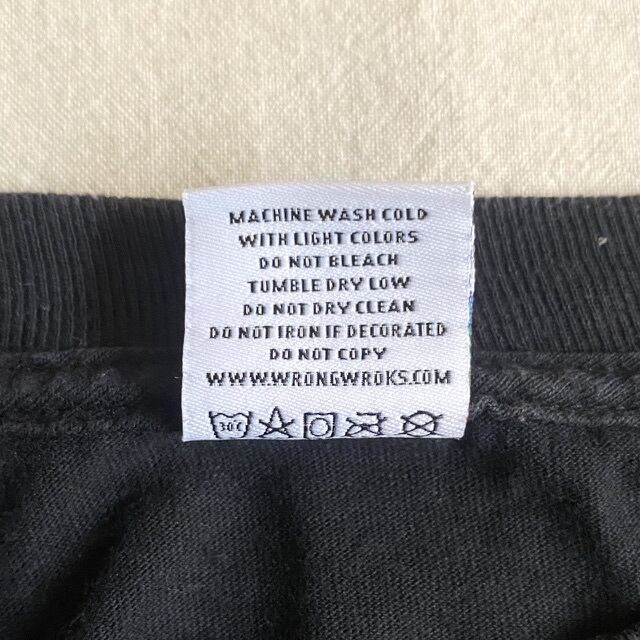 MACHINE WASH COLD
WITH LIGHT COLORS
DO NOT BLEACH
TUMBLE DRY LOW
DO NOT DRY CLEAN
DO NOT IRON IF DECORATED
DO NOT COPY
WWW.WRONGWROKS.COM
30°C